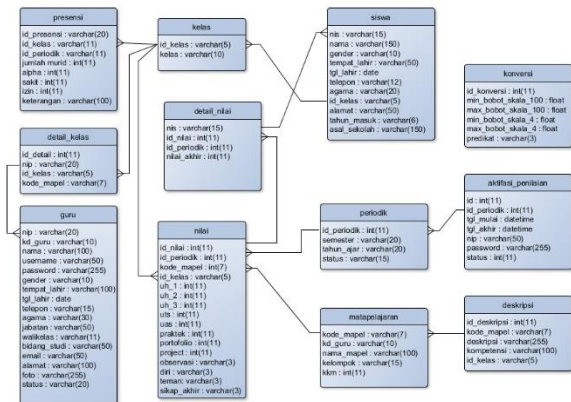 presensi
id_presensi : varchar(20)
id_kelas : varchar(11)
id_periodik : varchar(11)
jumlah murid : int(11)
alpha : int(11)
sakit : int(11)
izin : int(11)
keterangan : varchar(100)
kelas
id_kelas : varchar(5)
kelas : varchar(10)
siswa
nis : varchar(15)
nama : varchar(150)
gender : varchar(10)
tempat_lahir : varchar(50)
tgl_lahir : date
telepon : varchar(12)
agama : varchar(20)
id_kelas : varchar(5)
alamat : varchar(50)
tahun_masuk : varchar(6)
asal_sekolah : varchar(150)
konversi
id_konversi : int(11)
min_bobot_skala_100 : float
max_bobot_skala_100 : float
min_bobot_skala_4 : float
max_bobot_skala_4 : float
predikat : varchar(3)
detail_nilai
nis : varchar(15)
id_nilai : int(11)
id_periodik : int(11)
nilai_akhir : int(11)
detail_kelas
id_detail : int(11)
nip : varchar(20)
id_kelas : varchar(5)
kode_mapel : varchar(7)
guru
nip : varchar(20)
kd_guru : varchar(10)
nama : varchar(100)
username : varchar(50)
password : varchar(255)
gender : varchar(10)
tempat_lahir : varchar(100)
tgl_lahir : date
telepon : varchar(15)
agama : varchar(30)
jabatan : varchar(50)
walikelas : varchar(11)
bidang_studi : varchar(50)
email : varchar(50)
alamat : varchar(100)
foto : varchar(255)
status : varchar(20)
nilai
id_nilai : int(11)
id_periodik : int(11)
kode_mapel : int(7)
id_kelas : varchar(5)
uh_1 : int(11)
uh_2 : int(11)
uh_3 : int(11)
uts : int(11)
uas : int(11)
praktek : int(11)
portofolio : int(11)
project : int(11)
observasi : varchar(3)
diri : varchar(3)
teman : varchar(3)
sikap_akhir : varchar(3)
periodik
id_periodik : int(11)
semester : varchar(20)
tahun_ajar : varchar(20)
status : varchar(15)
aktifasi_penilaian
id : int(11)
id_periodik : int(11)
tgl_mulai : datetime
tgl_akhir : datetime
nip : varchar(50)
password : varchar(255)
status : int(11)
matapelajaran
kode_mapel : varchar(7)
kd_guru : varchar(10)
nama_mapel : varchar(100)
kelompok : varchar(15)
kkm : int(11)
deskripsi
id_deskripsi : int(11)
kode_mapel : varchar(7)
deskripsi : varchar(255)
kompetensi : varchar(100)
id_kelas : varchar(5)